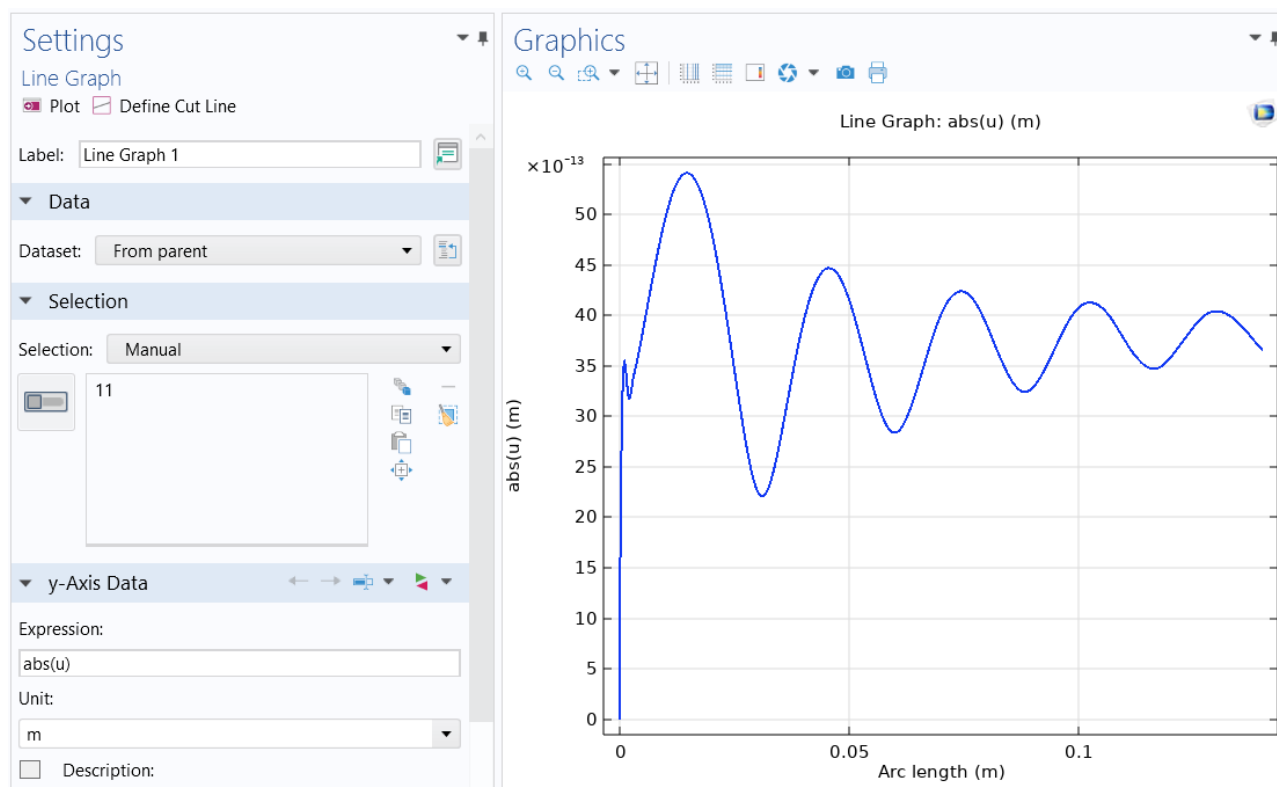 Settings
Line Graph
Plot Define Cut Line
Label: Line Graph 1
Data
Dataset: From parent
Selection
Selection: Manual
11
y-Axis Data
Expression:
abs(u)
Unit:
m
Description:
Graphics
Line Graph: abs(u) (m)
×10⁻¹³
50
45
40
35
30
25
20
15
10
5
0
abs(u) (m)
0 0.05 0.1
Arc length (m)